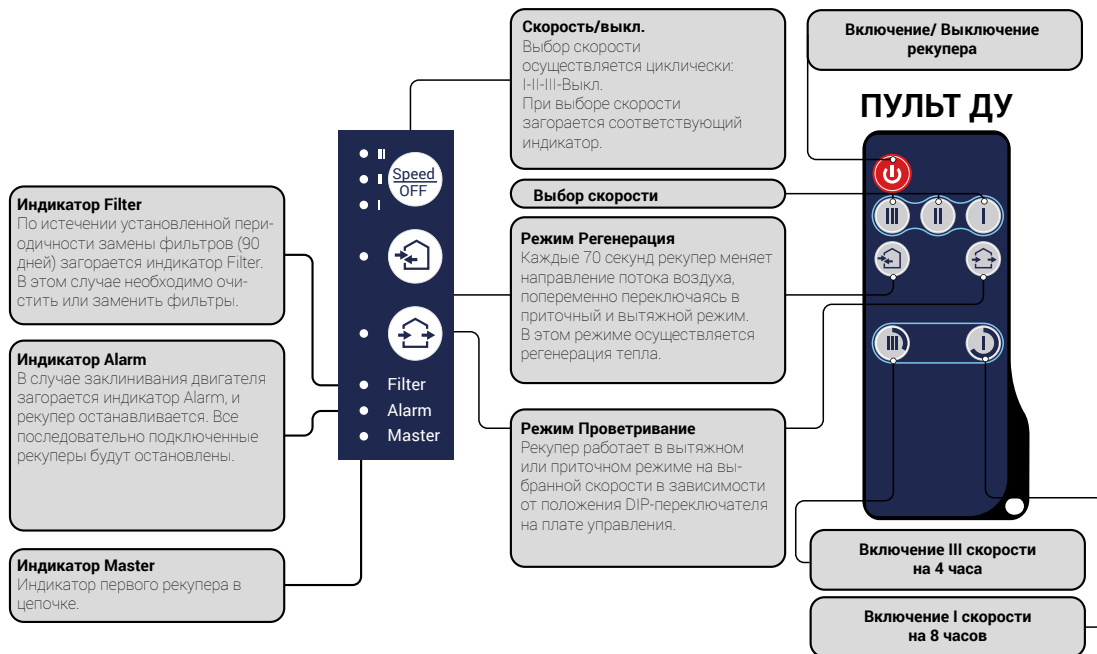 Скорость/выкл.
Выбор скорости
осуществляется циклически:
I-II-III-Выкл.
При выборе скорости
загорается соответствующий
индикатор.
Включение/ Выключение
рекупера
ПУЛЬТ ДУ
III
II
I
Speed
OFF
Filter
Alarm
Master
Индикатор Filter
По истечении установленной пери-
одичности замены фильтров (90
дней) загорается индикатор Filter.
В этом случае необходимо очи-
стить или заменить фильтры.
Индикатор Alarm
В случае заклинивания двигателя
загорается индикатор Alarm, и
рекупер останавливается. Все
последовательно подключенные
рекуперы будут остановлены.
Индикатор Master
Индикатор первого рекупера в
цепочке.
Выбор скорости
Режим Регенерация
Каждые 70 секунд рекупер меняет
направление потока воздуха,
попеременно переключаясь в
приточный и вытяжной режим.
В этом режиме осуществляется
регенерация тепла.
Режим Проветривание
Рекупер работает в вытяжном
или приточном режиме на вы-
бранной скорости в зависимости
от положения DIP-переключателя
на плате управления.
III II I
III I
Включение III скорости
на 4 часа
Включение I скорости
на 8 часов